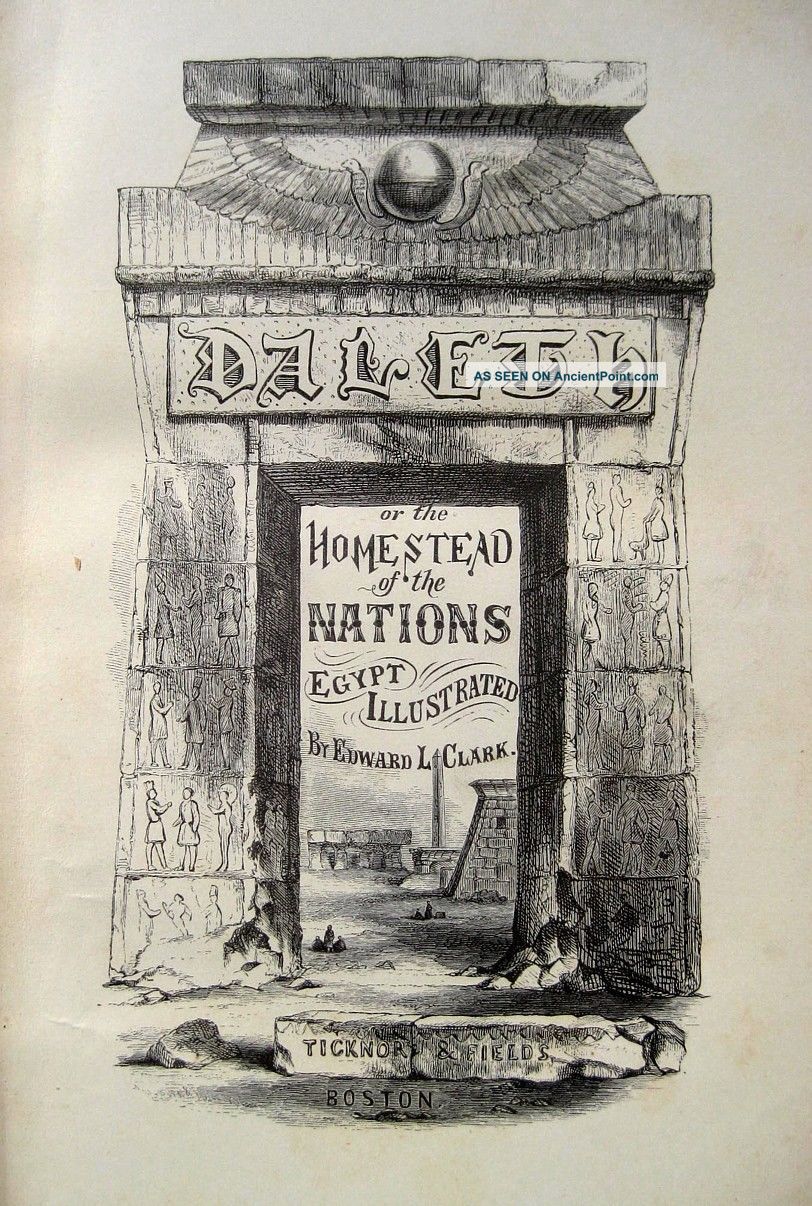 DALETh
AS SEEN ON AncientPoint.com
or the
HOMESTEAD
of the
NATIONS
EGYPT
ILLUSTRATED
BY EDWARD L. CLARK.
TICKNOR & FIELDS
BOSTON.